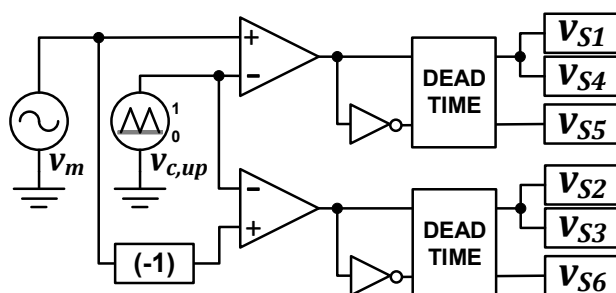 v_S1
+
−
DEAD
TIME
v_S4
1
0
v_m
v_c,up
v_S5
v_S2
−
+
DEAD
TIME
v_S3
(-1)
v_S6